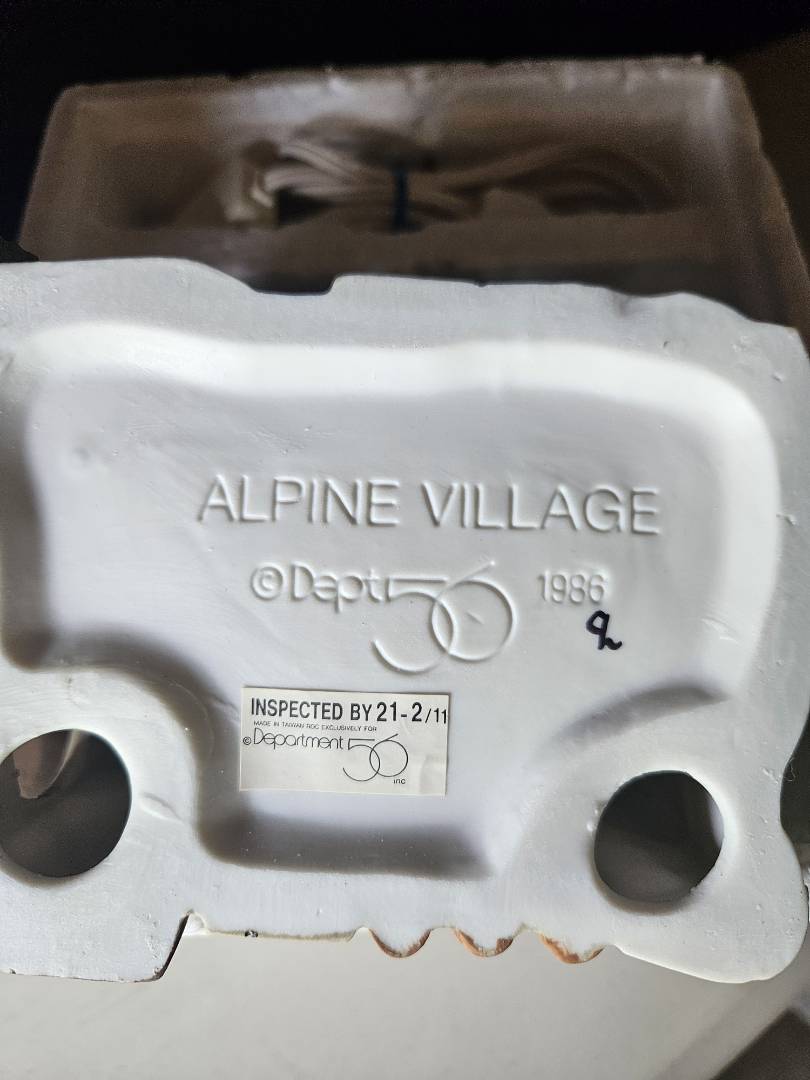 ALPINE VILLAGE
©Dept 56 1986
INSPECTED BY 21-2/11
MADE IN TAIWAN ROC EXCLUSIVELY FOR
©Department 56
inc